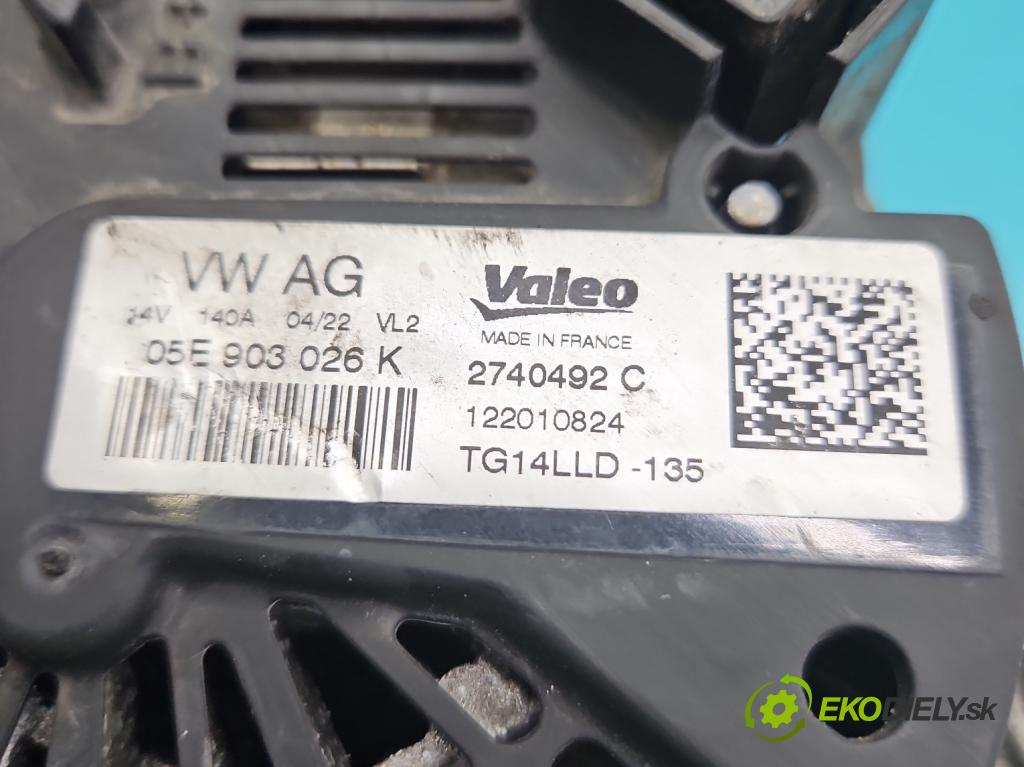 VW AG
14V 140A 04/22 VL2
05E 903 026 K
Valeo
MADE IN FRANCE
2740492 C
122010824
TG14LLD -135
EKODIELY.sk